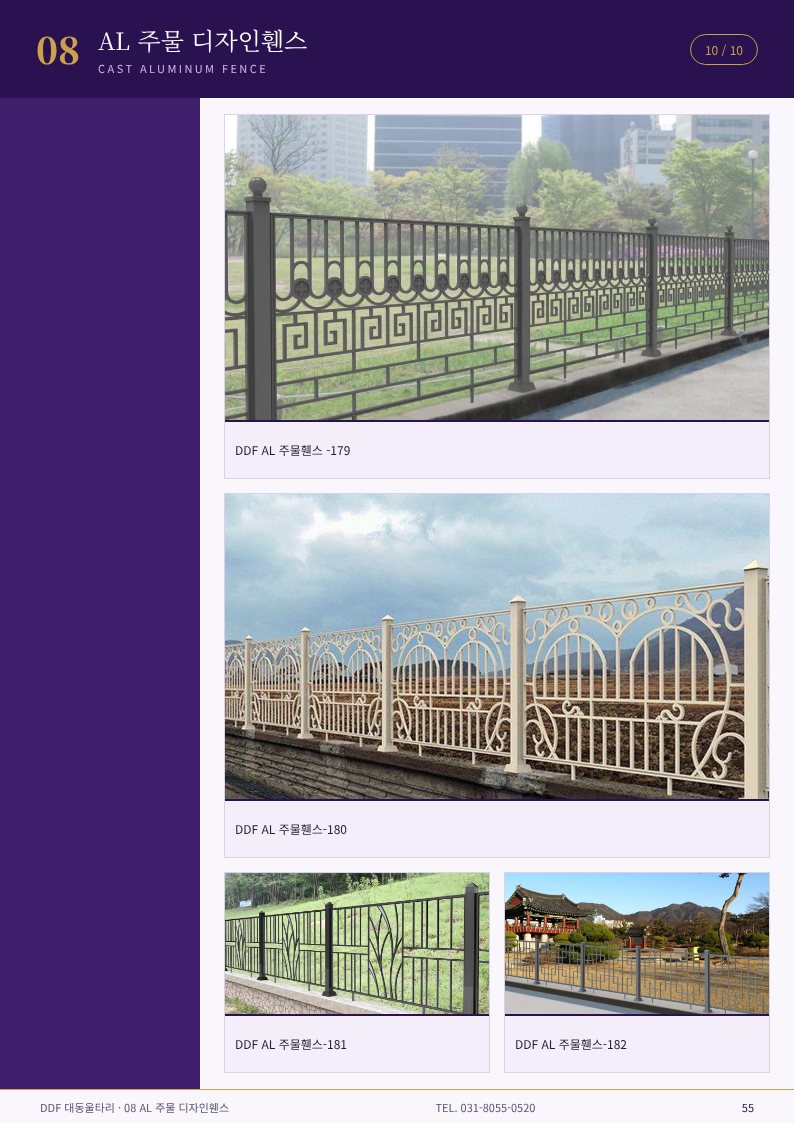 08
AL 주물 디자인휀스
CAST ALUMINUM FENCE
10 / 10
DDF AL 주물휀스 -179
DDF AL 주물휀스-180
DDF AL 주물휀스-181
DDF AL 주물휀스-182
DDF 대동울타리 · 08 AL 주물 디자인휀스
TEL. 031-8055-0520
55